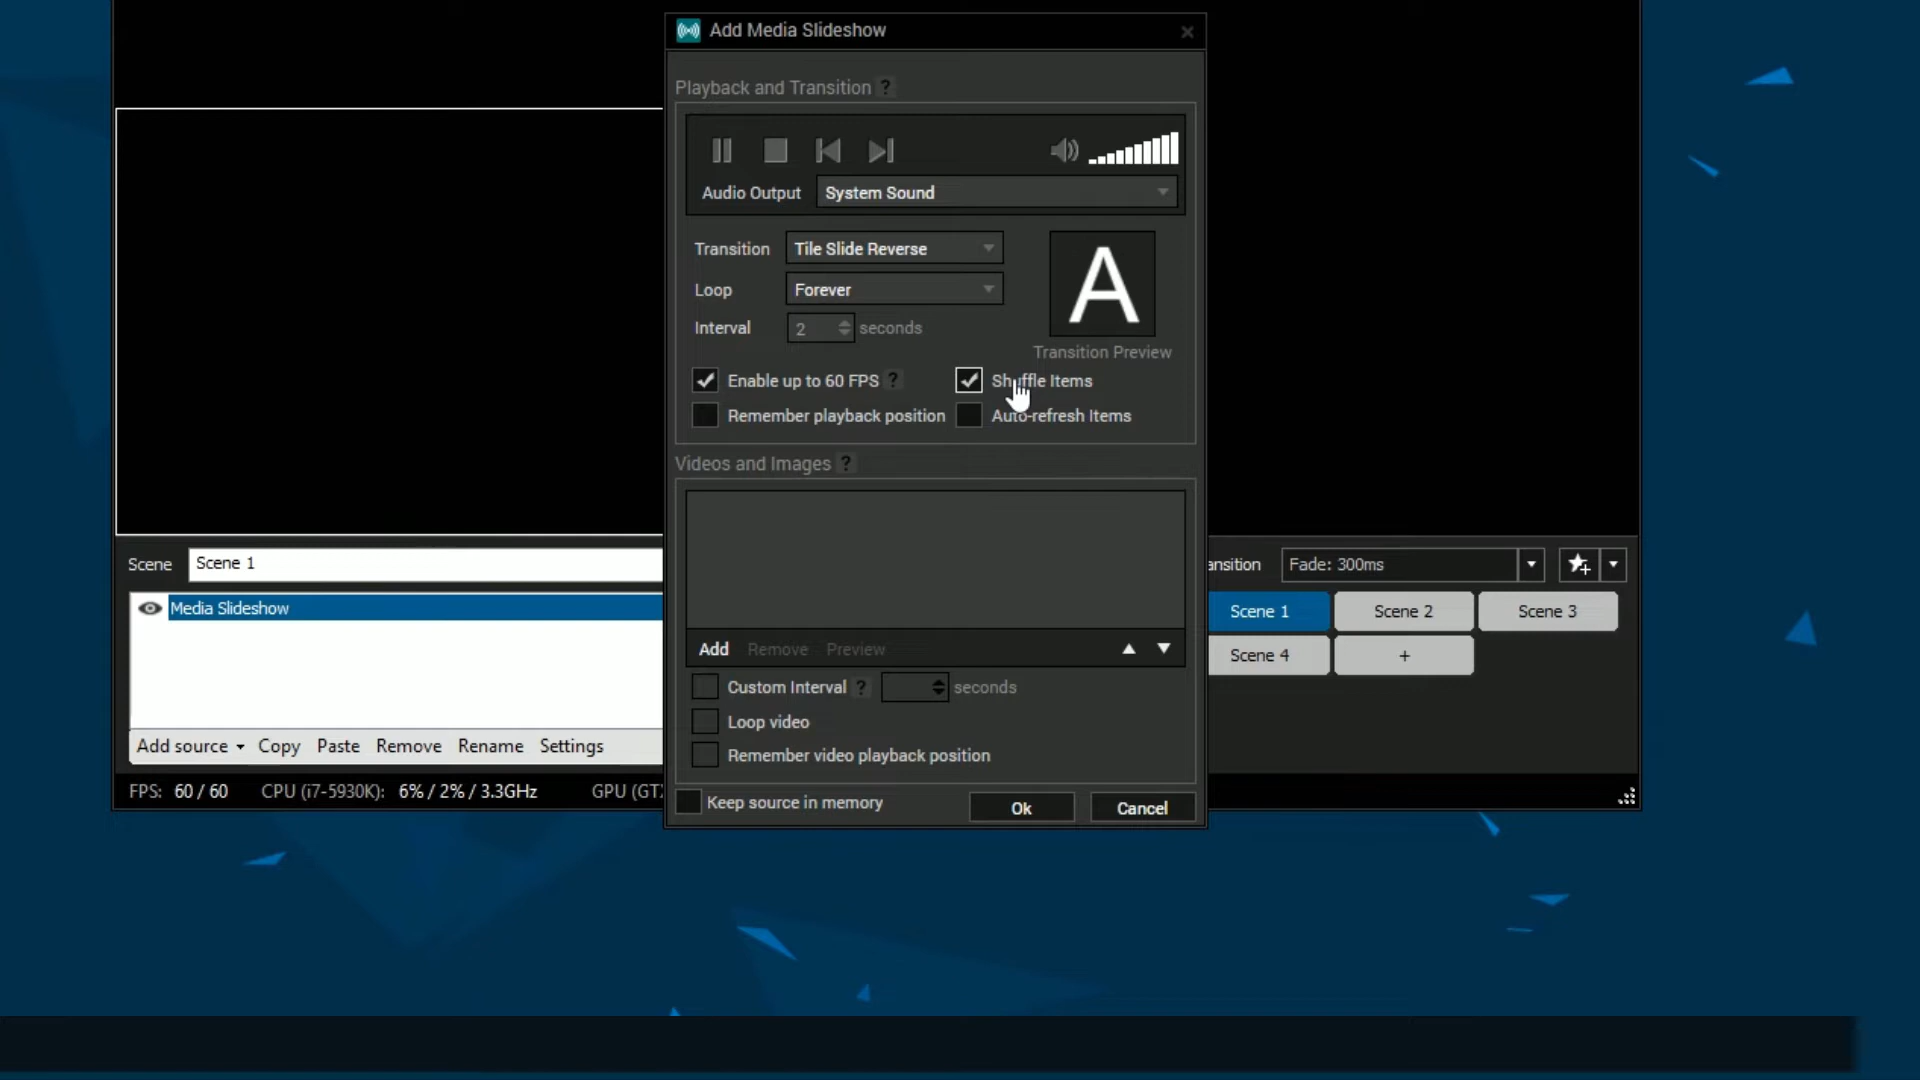 Add Media Slideshow
Playback and Transition ?
Audio Output System Sound
Transition Tile Slide Reverse
Loop Forever
Interval 2 seconds
A
Transition Preview
Enable up to 60 FPS ? Shuffle Items
Remember playback position Auto-refresh Items
Videos and Images ?
Add Remove Preview
Custom Interval ? seconds
Loop video
Remember video playback position
Keep source in memory Ok Cancel
Scene Scene 1
Media Slideshow
Add source Copy Paste Remove Rename Settings
FPS: 60 / 60 CPU (i7-5930K): 6% / 2% / 3.3GHz GPU (GT
ansition Fade: 300ms
Scene 1 Scene 2 Scene 3
Scene 4 +